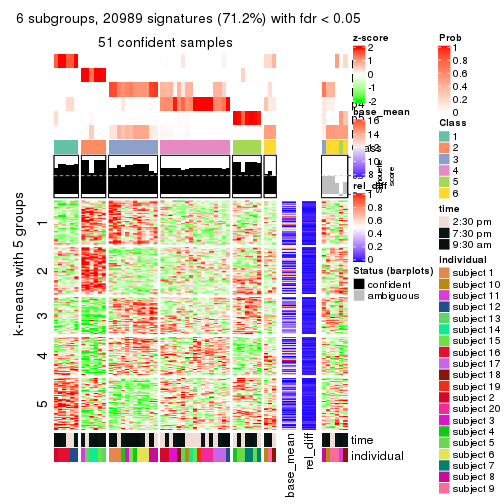 6 subgroups, 20989 signatures (71.2%) with fdr < 0.05
51 confident samples
k-means with 5 groups
1
2
3
4
5
Silhouette
score
time
individual
base_mean
rel_diff
z-score
2
1
0
-1
-2
base_mean
16
14
12
10
8
rel_diff
1
0.8
0.6
0.4
0.2
0
Status (barplots)
confident
ambiguous
Prob
1
0.8
0.6
0.4
0.2
0
Class
1
2
3
4
5
6
time
2:30 pm
7:30 pm
9:30 am
individual
subject 1
subject 10
subject 11
subject 12
subject 13
subject 14
subject 15
subject 16
subject 17
subject 18
subject 19
subject 2
subject 20
subject 3
subject 4
subject 5
subject 6
subject 7
subject 8
subject 9